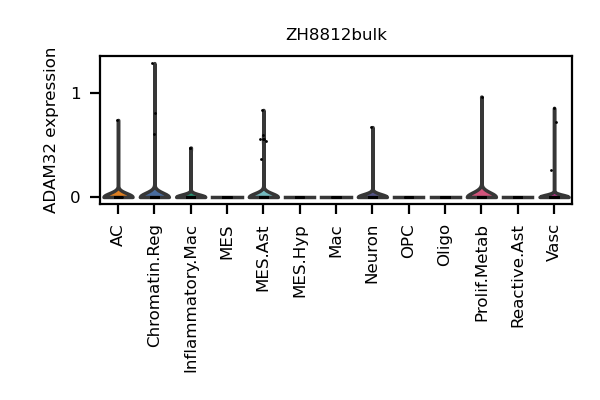 ZH8812bulk
ADAM32 expression
1
0
AC
Chromatin.Reg
Inflammatory.Mac
MES
MES.Ast
MES.Hyp
Mac
Neuron
OPC
Oligo
Prolif.Metab
Reactive.Ast
Vasc